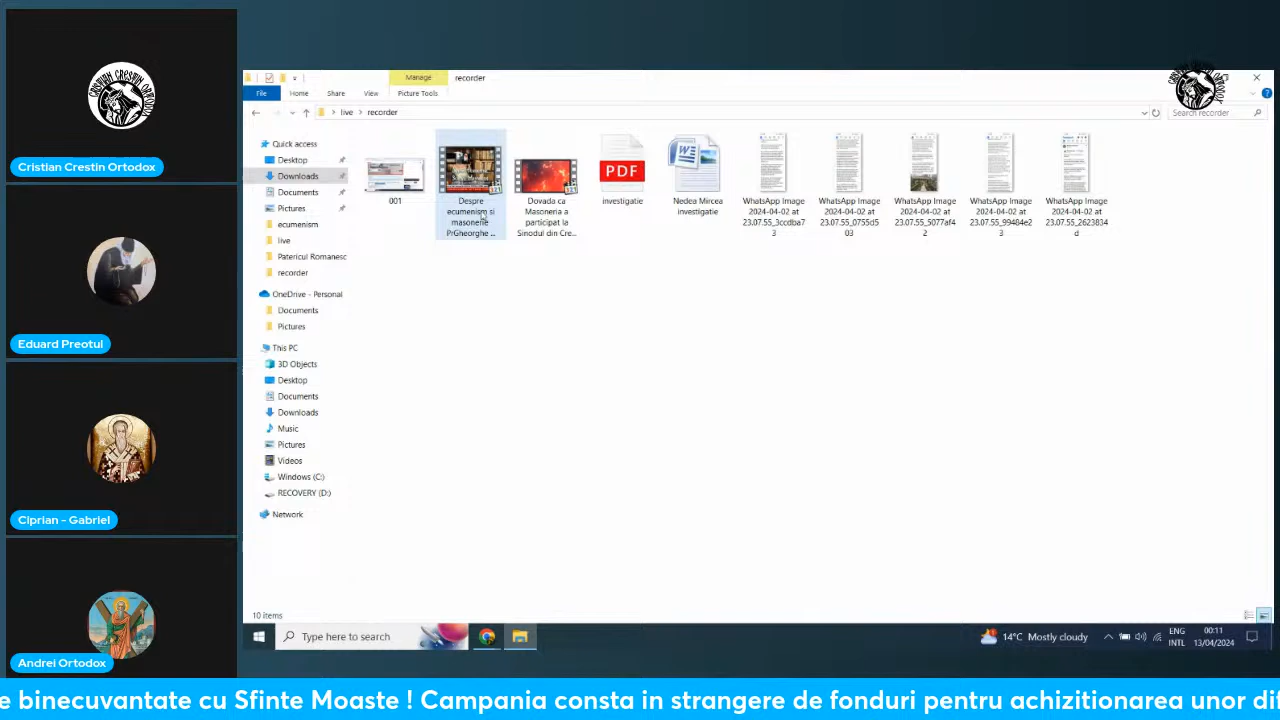 CRESTIN ORTODOX
Cristian Crestin Ortodox
Eduard Preotul
Ciprian - Gabriel
Andrei Ortodox
Manage
recorder
File
Home
Share
View
Picture Tools
live
recorder
Search recorder
Quick access
Desktop
Downloads
Documents
Pictures
ecumenism
live
Patericul Romanesc
recorder
OneDrive - Personal
Documents
Pictures
This PC
3D Objects
Desktop
Documents
Downloads
Music
Pictures
Videos
Windows (C:)
RECOVERY (D:)
Network
001
Despre
ecumenism si
masonerie
PrGheorghe ...
Dovada ca
Masoneria a
participat la
Sinodul din Cre...
PDF
investigatie
Nedea Mircea
investigatie
WhatsApp Image
2024-04-02 at
23.07.55_3ccdba7
3
WhatsApp Image
2024-04-02 at
23.07.55_0755d5
03
WhatsApp Image
2024-04-02 at
23.07.55_5077af4
2
WhatsApp Image
2024-04-02 at
23.07.55_99484e2
3
WhatsApp Image
2024-04-02 at
23.07.55_2623834
d
10 items
Type here to search
14°C Mostly cloudy
ENG
INTL
00:11
13/04/2024
e binecuvantate cu Sfinte Moaste ! Campania consta in strangere de fonduri pentru achizitionarea unor